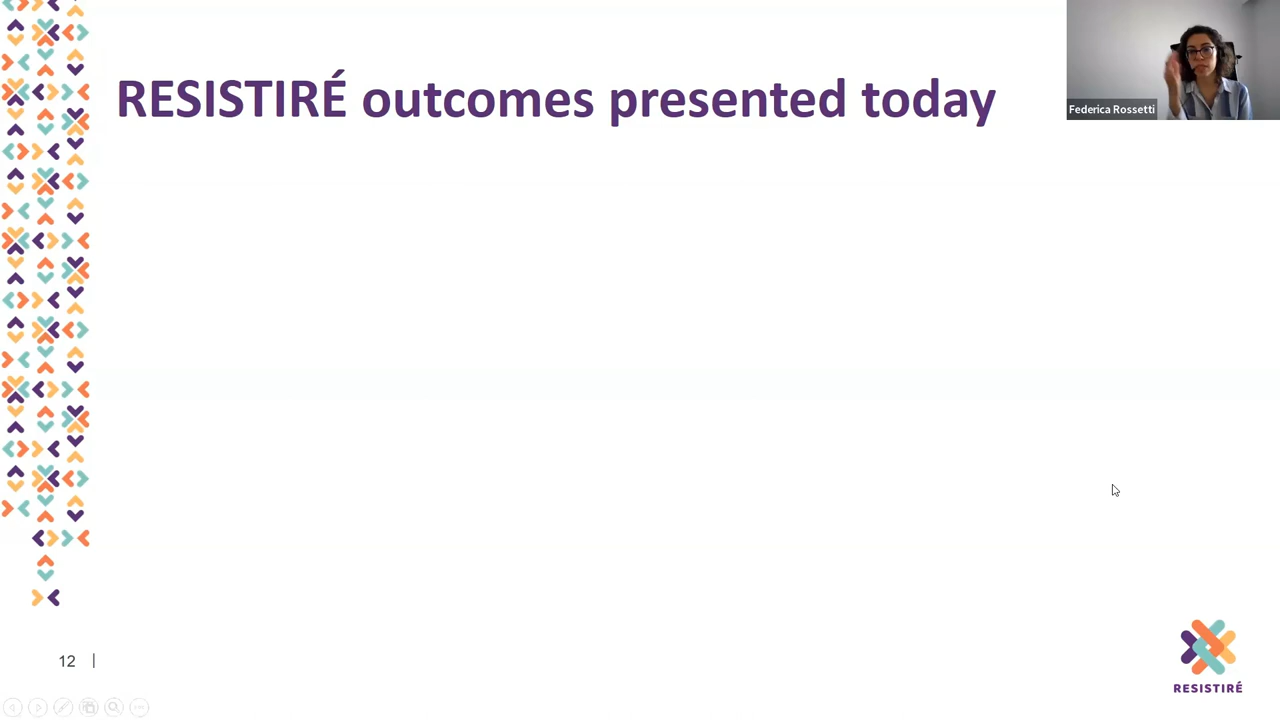 RESISTIRÉ outcomes presented today
Federica Rossetti
12 |
RESISTIRÉ